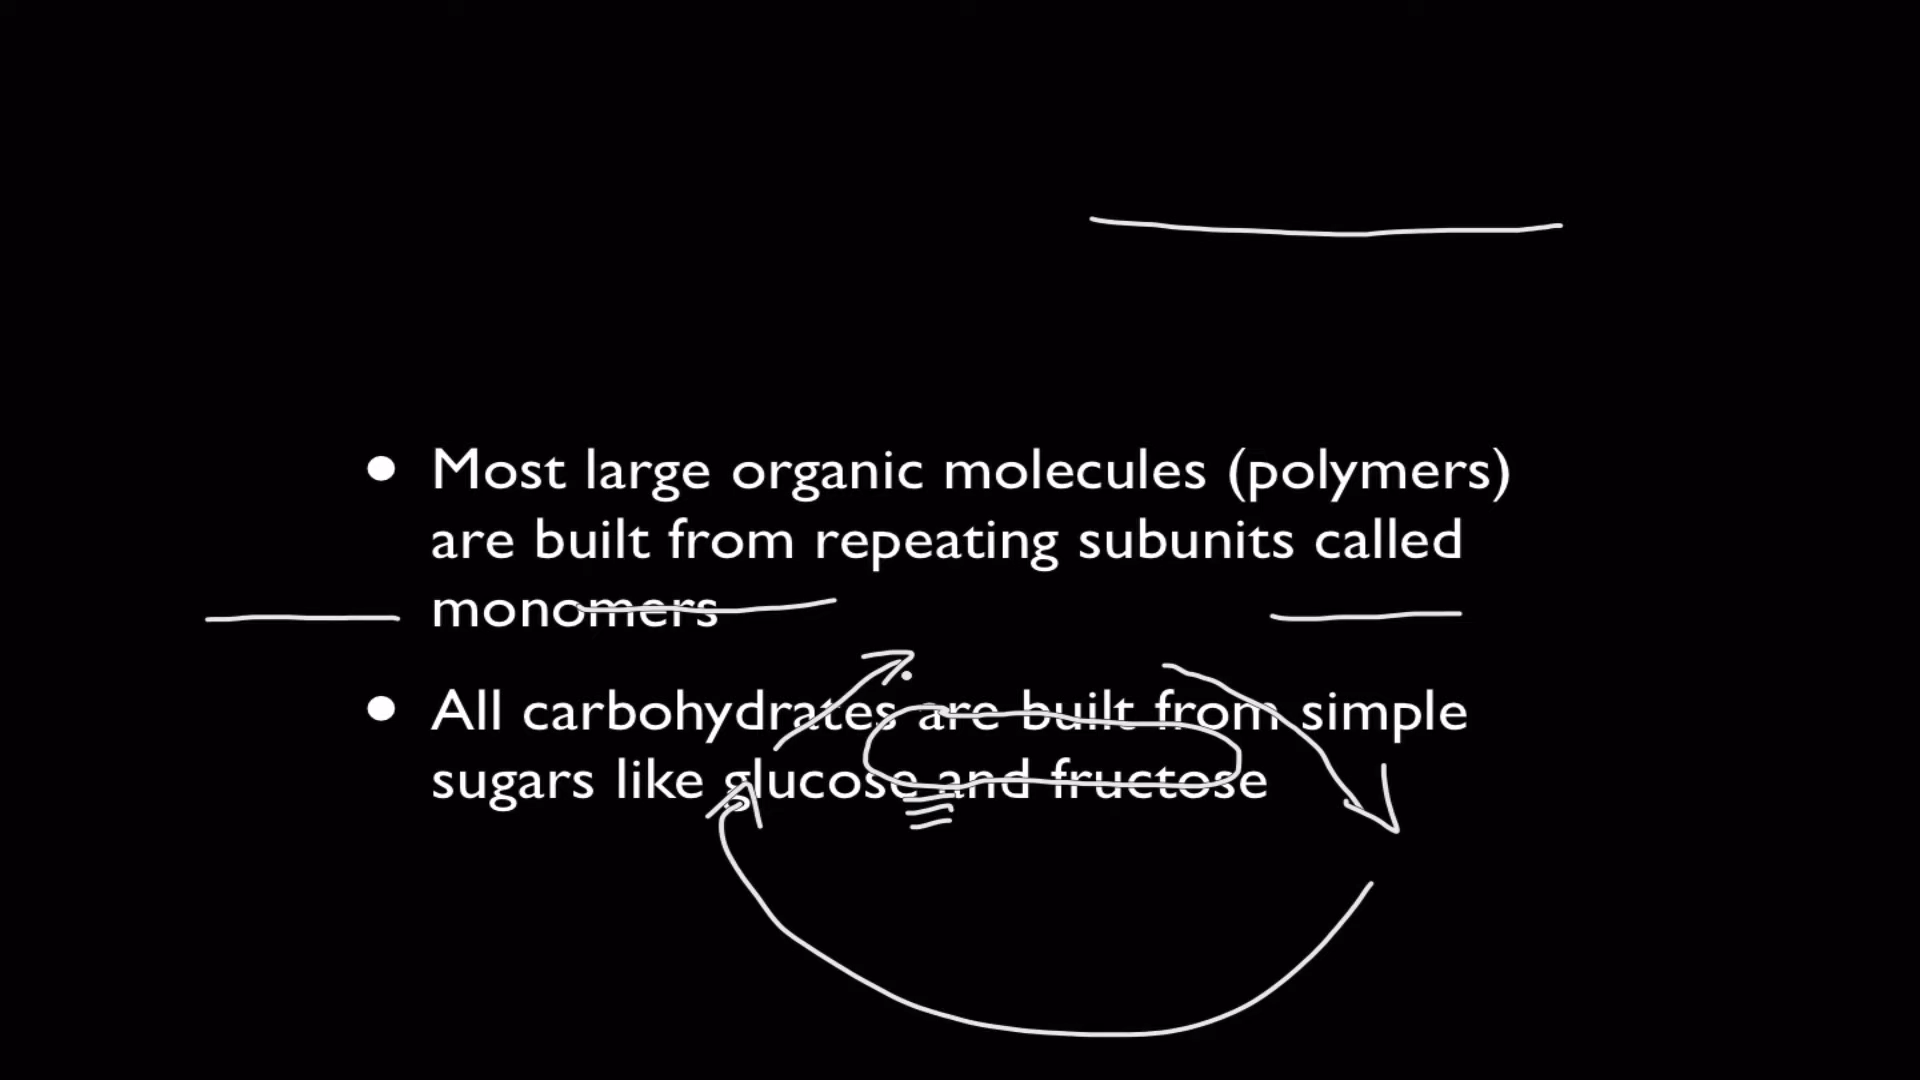 • Most large organic molecules (polymers)
are built from repeating subunits called
monomers
• All carbohydrates are built from simple
sugars like glucose and fructose